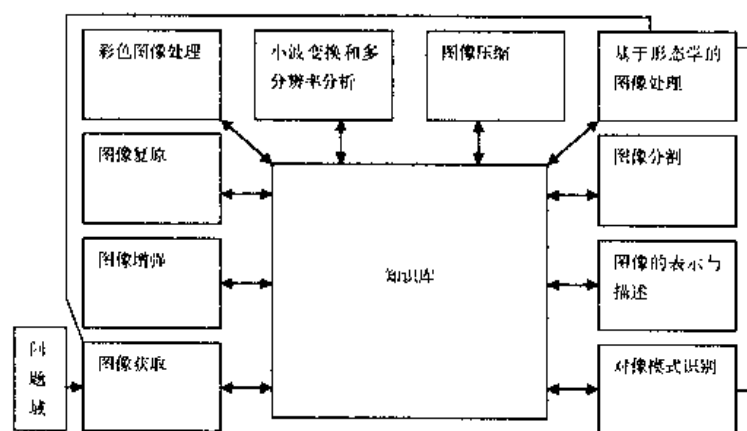 彩色图像处理
小波变换和多
分辨率分析
图像压缩
基于形态学的
图像处理
图像复原
图像分割
图像增强
知识库
图像的表示与
描述
问
题
域
图像获取
对像模式识别